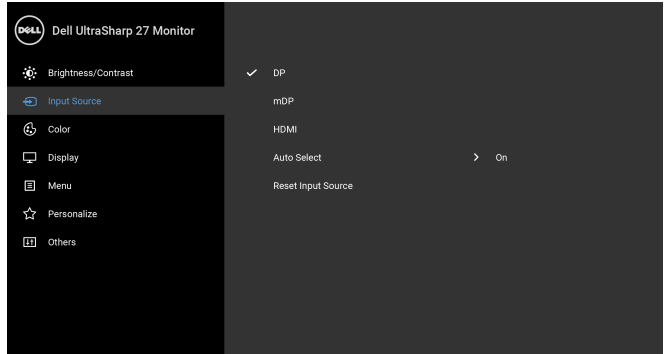 DELL Dell UltraSharp 27 Monitor
Brightness/Contrast
Input Source
Color
Display
Menu
Personalize
Others
DP
mDP
HDMI
Auto Select On
Reset Input Source